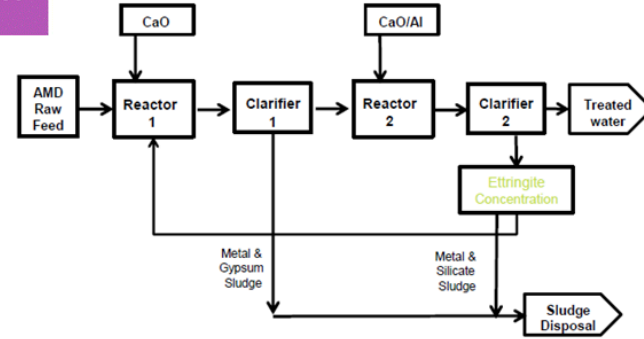 CaO
CaO/Al
AMD
Raw
Feed
Reactor
1
Clarifier
1
Reactor
2
Clarifier
2
Treated
water
Ettringite
Concentration
Metal &
Gypsum
Sludge
Metal &
Silicate
Sludge
Sludge
Disposal